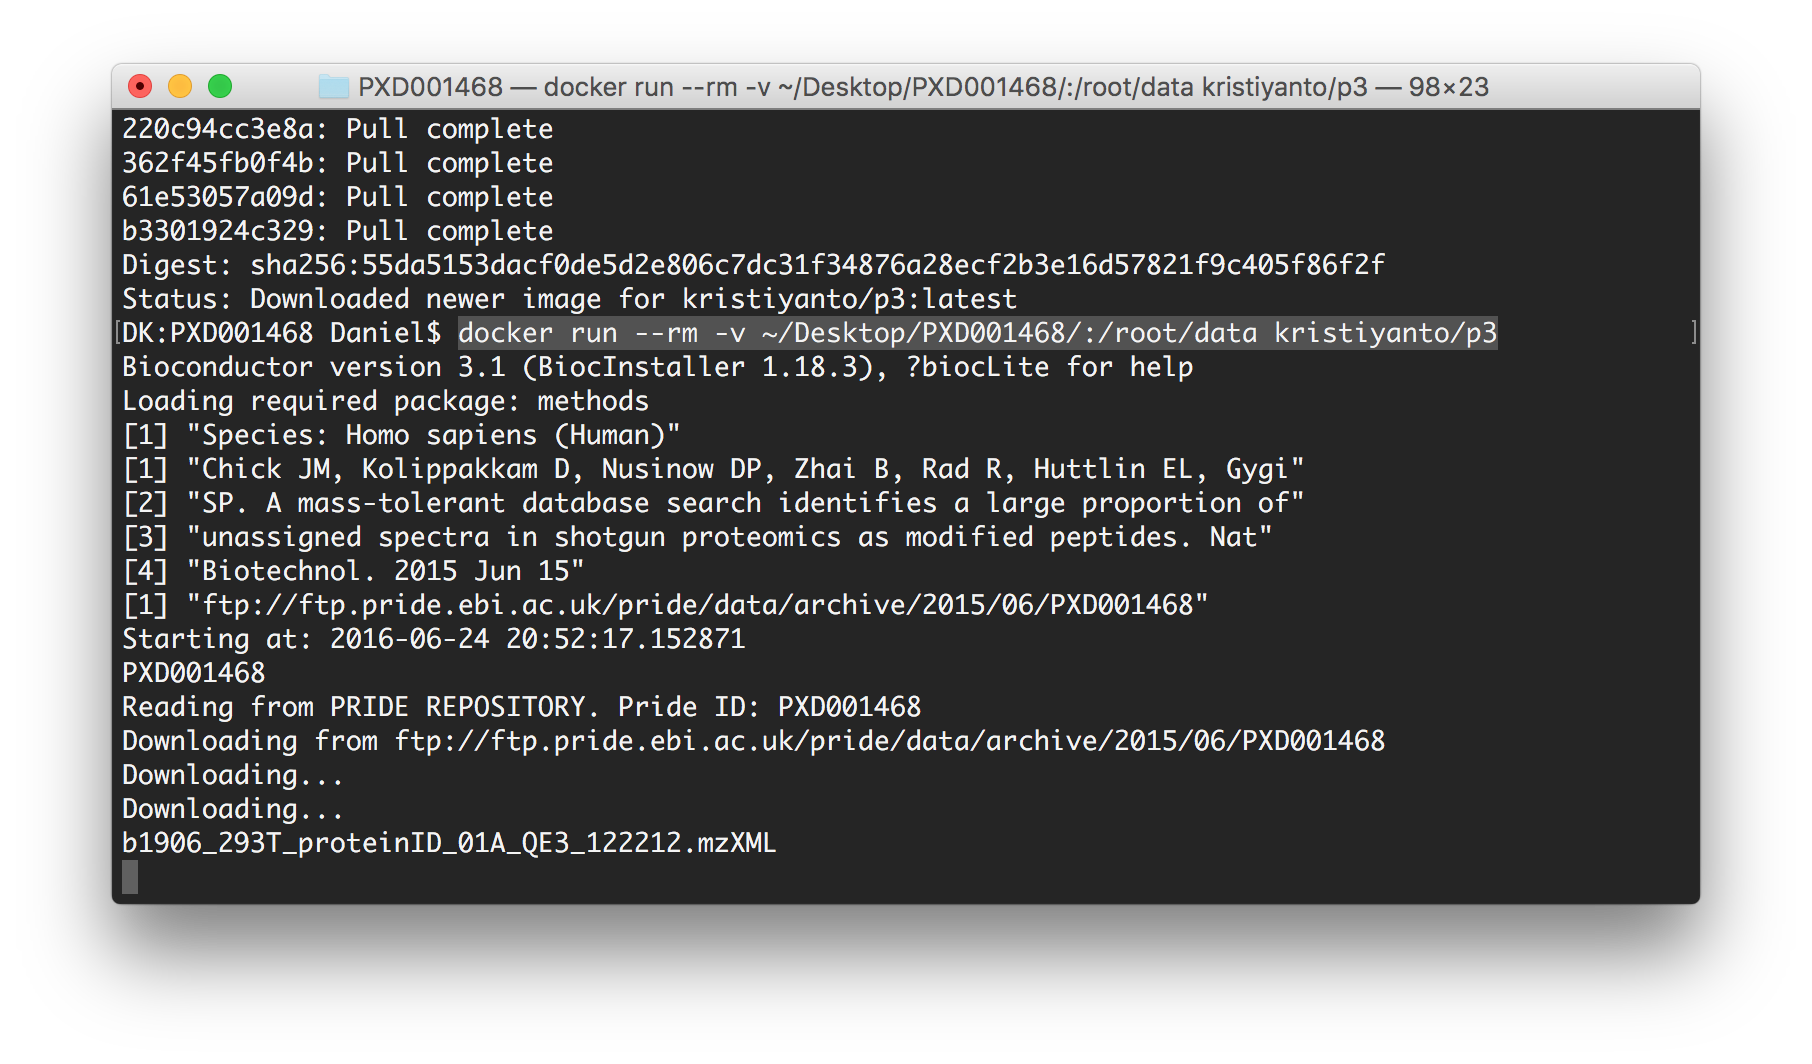 PXD001468 — docker run --rm -v ~/Desktop/PXD001468/:/root/data kristiyanto/p3 — 98×23
220c94cc3e8a: Pull complete
362f45fb0f4b: Pull complete
61e53057a09d: Pull complete
b3301924c329: Pull complete
Digest: sha256:55da5153dacf0de5d2e806c7dc31f34876a28ecf2b3e16d57821f9c405f86f2f
Status: Downloaded newer image for kristiyanto/p3:latest
[DK:PXD001468 Daniel$ docker run --rm -v ~/Desktop/PXD001468/:/root/data kristiyanto/p3 ]
Bioconductor version 3.1 (BiocInstaller 1.18.3), ?biocLite for help
Loading required package: methods
[1] "Species: Homo sapiens (Human)"
[1] "Chick JM, Kolippakkam D, Nusinow DP, Zhai B, Rad R, Huttlin EL, Gygi"
[2] "SP. A mass-tolerant database search identifies a large proportion of"
[3] "unassigned spectra in shotgun proteomics as modified peptides. Nat"
[4] "Biotechnol. 2015 Jun 15"
[1] "ftp://ftp.pride.ebi.ac.uk/pride/data/archive/2015/06/PXD001468"
Starting at: 2016-06-24 20:52:17.152871
PXD001468
Reading from PRIDE REPOSITORY. Pride ID: PXD001468
Downloading from ftp://ftp.pride.ebi.ac.uk/pride/data/archive/2015/06/PXD001468
Downloading...
Downloading...
b1906_293T_proteinID_01A_QE3_122212.mzXML